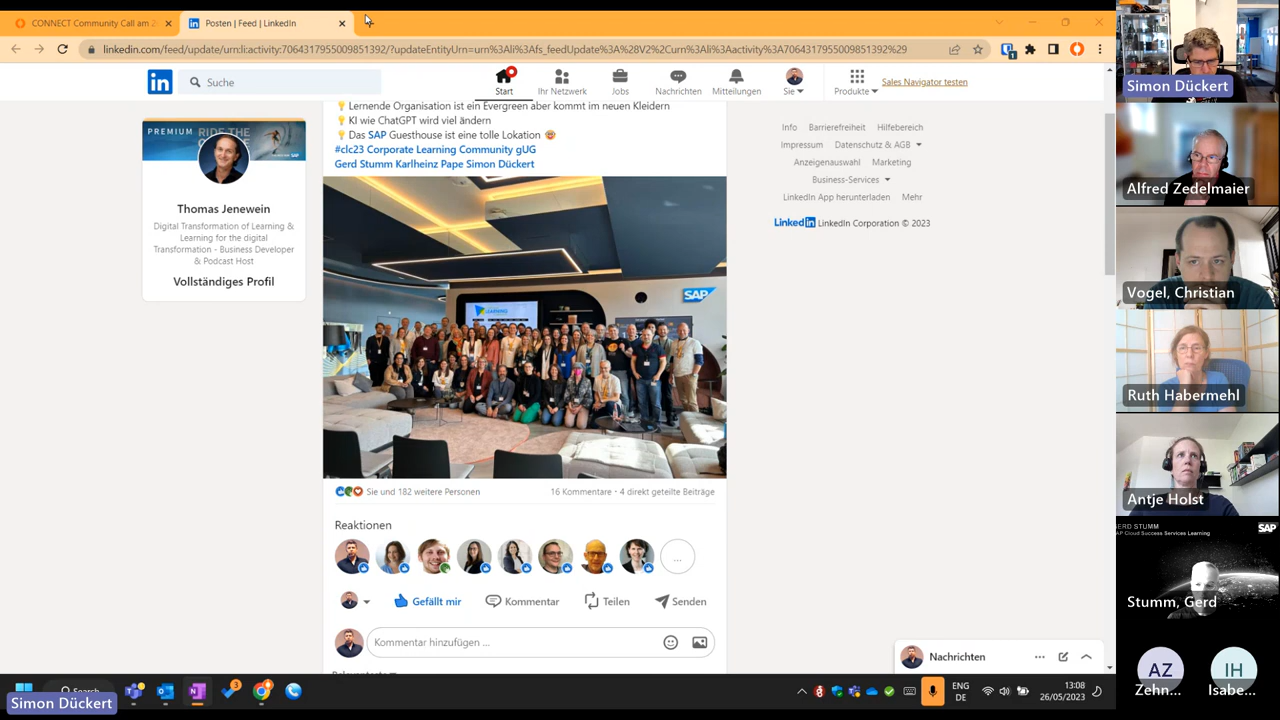 CONNECT Community Call am 2
Posten | Feed | LinkedIn
linkedin.com/feed/update/urn:li:activity:7064317955009851392/?updateEntityUrn=urn%3Ali%3Afs_feedUpdate%3A%28V2%2Curn%3Ali%3Aactivity%3A7064317955009851392%29
in
Suche
Start
Ihr Netzwerk
Jobs
Nachrichten
Mitteilungen
Sie
Produkte
Sales Navigator testen
PREMIUM
RIDE THE
Thomas Jenewein
Digital Transformation of Learning &
Learning for the digital
Transformation - Business Developer
& Podcast Host
Vollständiges Profil
Lernende Organisation ist ein Evergreen aber kommt im neuen Kleidern
KI wie ChatGPT wird viel ändern
Das SAP Guesthouse ist eine tolle Lokation
#clc23 Corporate Learning Community gUG
Gerd Stumm Karlheinz Pape Simon Dückert
SAP
LEARNING
Sie und 182 weitere Personen
16 Kommentare • 4 direkt geteilte Beiträge
Reaktionen
...
Gefällt mir
Kommentar
Teilen
Senden
Kommentar hinzufügen ...
Info Barrierefreiheit Hilfebereich
Impressum Datenschutz & AGB
Anzeigenauswahl Marketing
Business-Services
LinkedIn App herunterladen Mehr
LinkedIn LinkedIn Corporation © 2023
Nachrichten
Simon Dückert
Search
3
ENG
DE
13:08
26/05/2023
Simon Dückert
Alfred Zedelmaier
Vogel, Christian
Ruth Habermehl
Antje Holst
GERD STUMM
AP Cloud Success Services Learning
SAP
Stumm, Gerd
AZ
Zehn...
IH
Isabe...